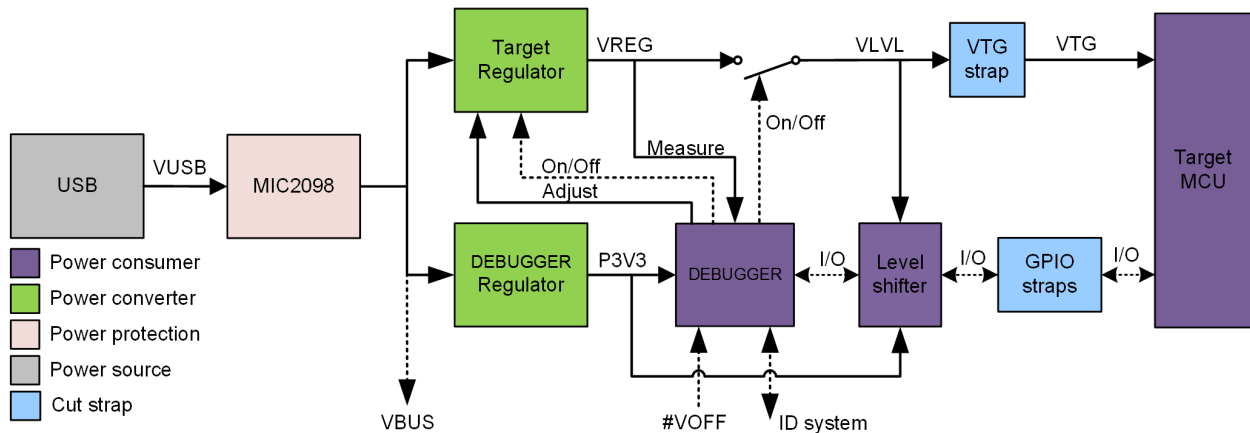 Target
Regulator
VREG
VLVL
VTG
strap
VTG
On/Off
USB
VUSB
MIC2098
Measure
On/Off
Adjust
Target
MCU
DEBUGGER
Regulator
P3V3
DEBUGGER
I/O
Level
shifter
I/O
GPIO
straps
I/O
Power consumer
Power converter
Power protection
Power source
Cut strap
VBUS
#VOFF
ID system